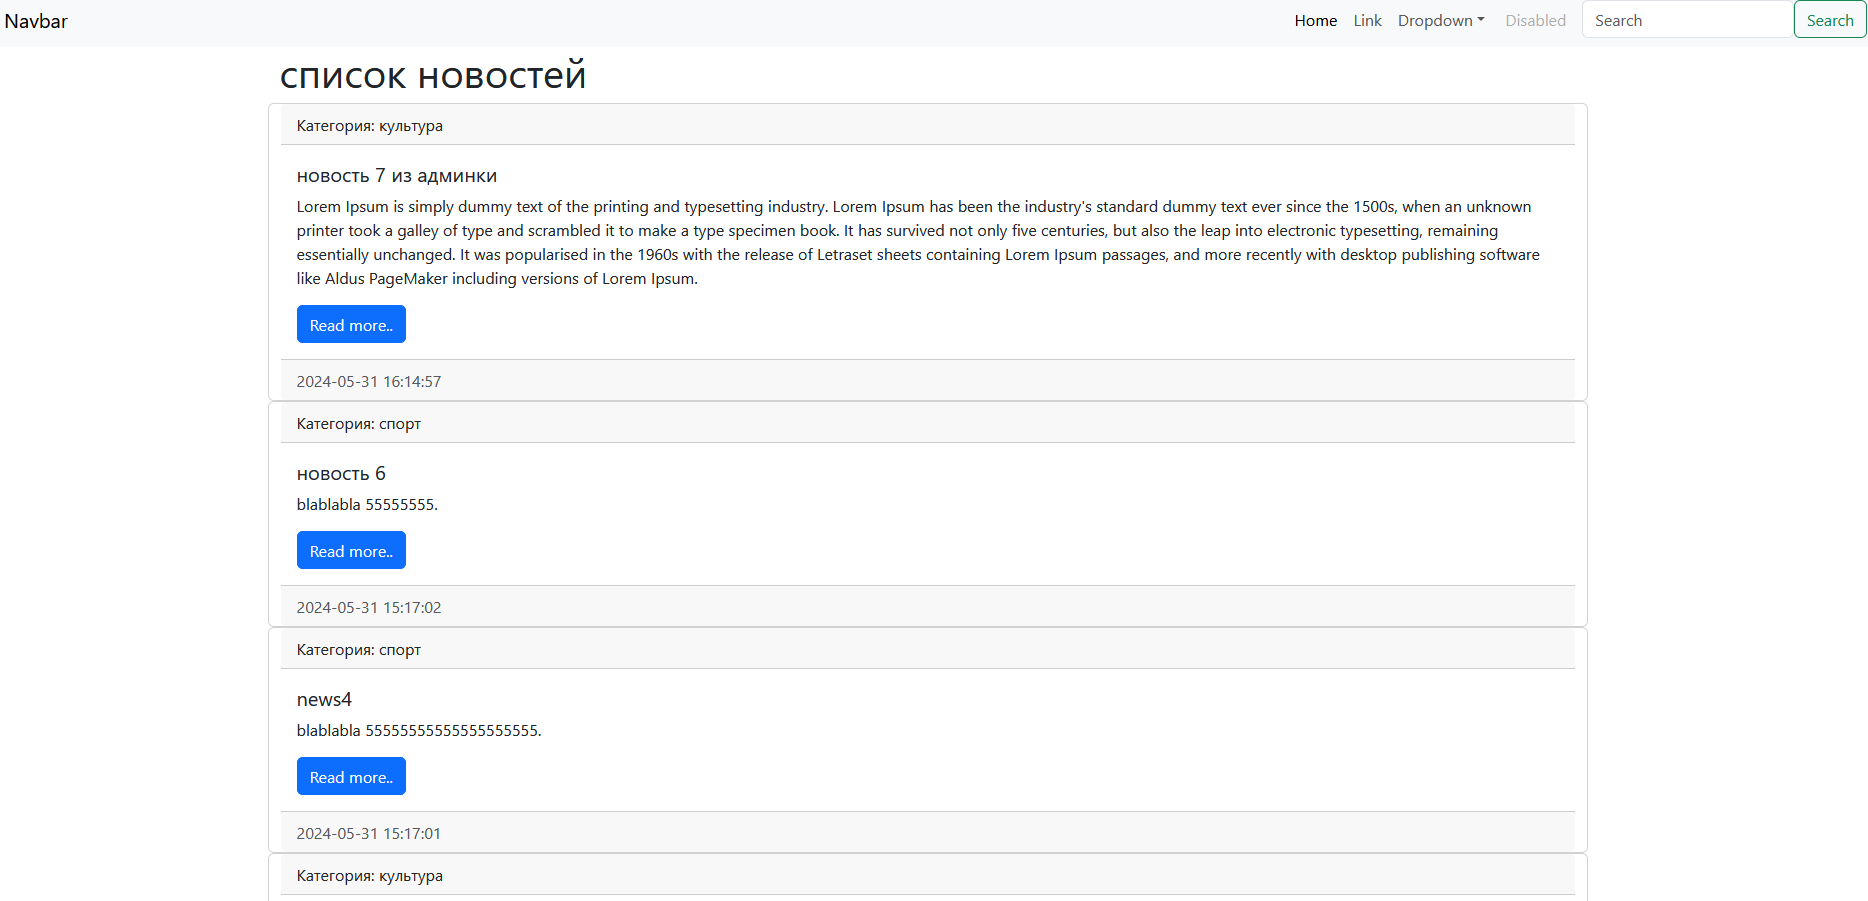 Navbar Home Link Dropdown Disabled Search Search
список новостей
Категория: культура
новость 7 из админки
Lorem Ipsum is simply dummy text of the printing and typesetting industry. Lorem Ipsum has been the industry's standard dummy text ever since the 1500s, when an unknown
printer took a galley of type and scrambled it to make a type specimen book. It has survived not only five centuries, but also the leap into electronic typesetting, remaining
essentially unchanged. It was popularised in the 1960s with the release of Letraset sheets containing Lorem Ipsum passages, and more recently with desktop publishing software
like Aldus PageMaker including versions of Lorem Ipsum.
Read more..
2024-05-31 16:14:57
Категория: спорт
новость 6
blablabla 55555555.
Read more..
2024-05-31 15:17:02
Категория: спорт
news4
blablabla 55555555555555555555.
Read more..
2024-05-31 15:17:01
Категория: культура